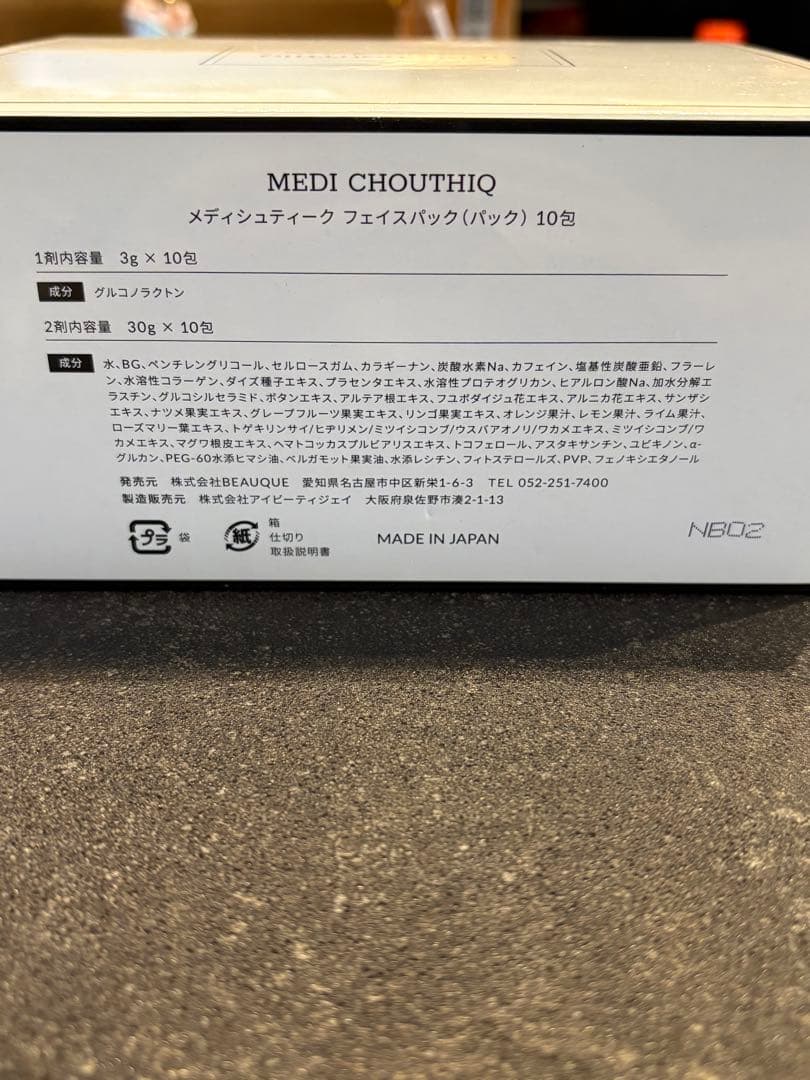 MEDI CHOUTHIQ
メディシュティーク フェイスパック（パック） 10包
1剤内容量 3g × 10包
成分 グルコノラクトン
2剤内容量 30g × 10包
成分 水、BG、ペンチレングリコール、セルロースガム、カラギーナン、炭酸水素Na、カフェイン、塩基性炭酸亜鉛、フラーレ
ン、水溶性コラーゲン、ダイズ種子エキス、プラセンタエキス、水溶性プロテオグリカン、ヒアルロン酸Na、加水分解エ
ラスチン、グルコシルセラミド、ボタンエキス、アルテア根エキス、フユボダイジュ花エキス、アルニカ花エキス、サンザシ
エキス、ナツメ果実エキス、グレープフルーツ果実エキス、リンゴ果実エキス、オレンジ果汁、レモン果汁、ライム果汁、
ローズマリー葉エキス、トゲキリンサイ/ヒヂリメン/ミツイシコンブ/ウスバアオノリ/ワカメエキス、ミツイシコンブ/ワ
カメエキス、マグワ根皮エキス、ヘマトコッカスプルビアリスエキス、トコフェロール、アスタキサンチン、ユビキノン、α-
グルカン、PEG-60水添ヒマシ油、ベルガモット果実油、水添レシチン、フィトステロールズ、PVP、フェノキシエタノール
発売元 株式会社BEAUQUE 愛知県名古屋市中区新栄1-6-3 TEL 052-251-7400
製造販売元 株式会社アイビーティジェイ 大阪府泉佐野市湊2-1-13
プラ 袋
紙 箱
仕切り
取扱説明書
MADE IN JAPAN
NB02